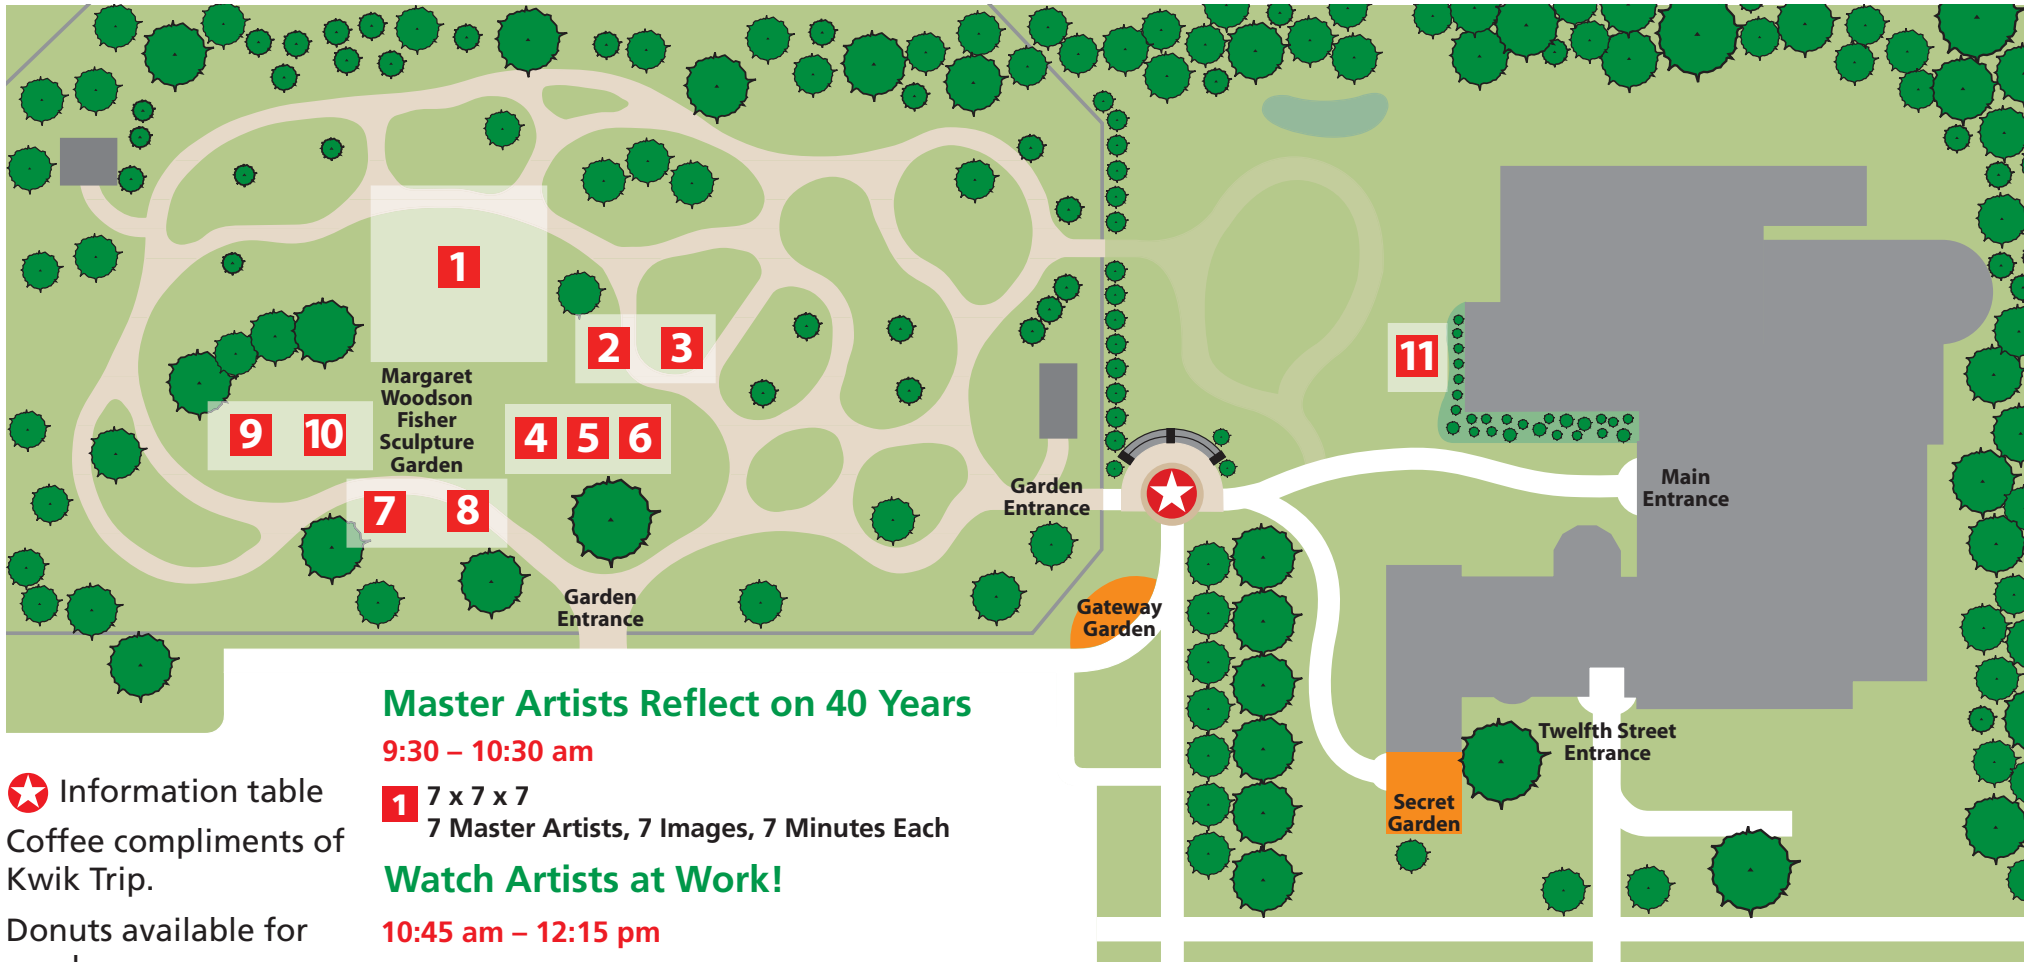 1
2 3
11
Margaret
Woodson
Fisher
Sculpture
Garden
9 10
4 5 6
7 8
Garden
Entrance
Main
Entrance
Garden
Entrance
Gateway
Garden
Twelfth Street
Entrance
Secret
Garden
Information table
Coffee compliments of
Kwik Trip.
Donuts available for
Master Artists Reflect on 40 Years
9:30 – 10:30 am
1 7 x 7 x 7
7 Master Artists, 7 Images, 7 Minutes Each
Watch Artists at Work!
10:45 am – 12:15 pm